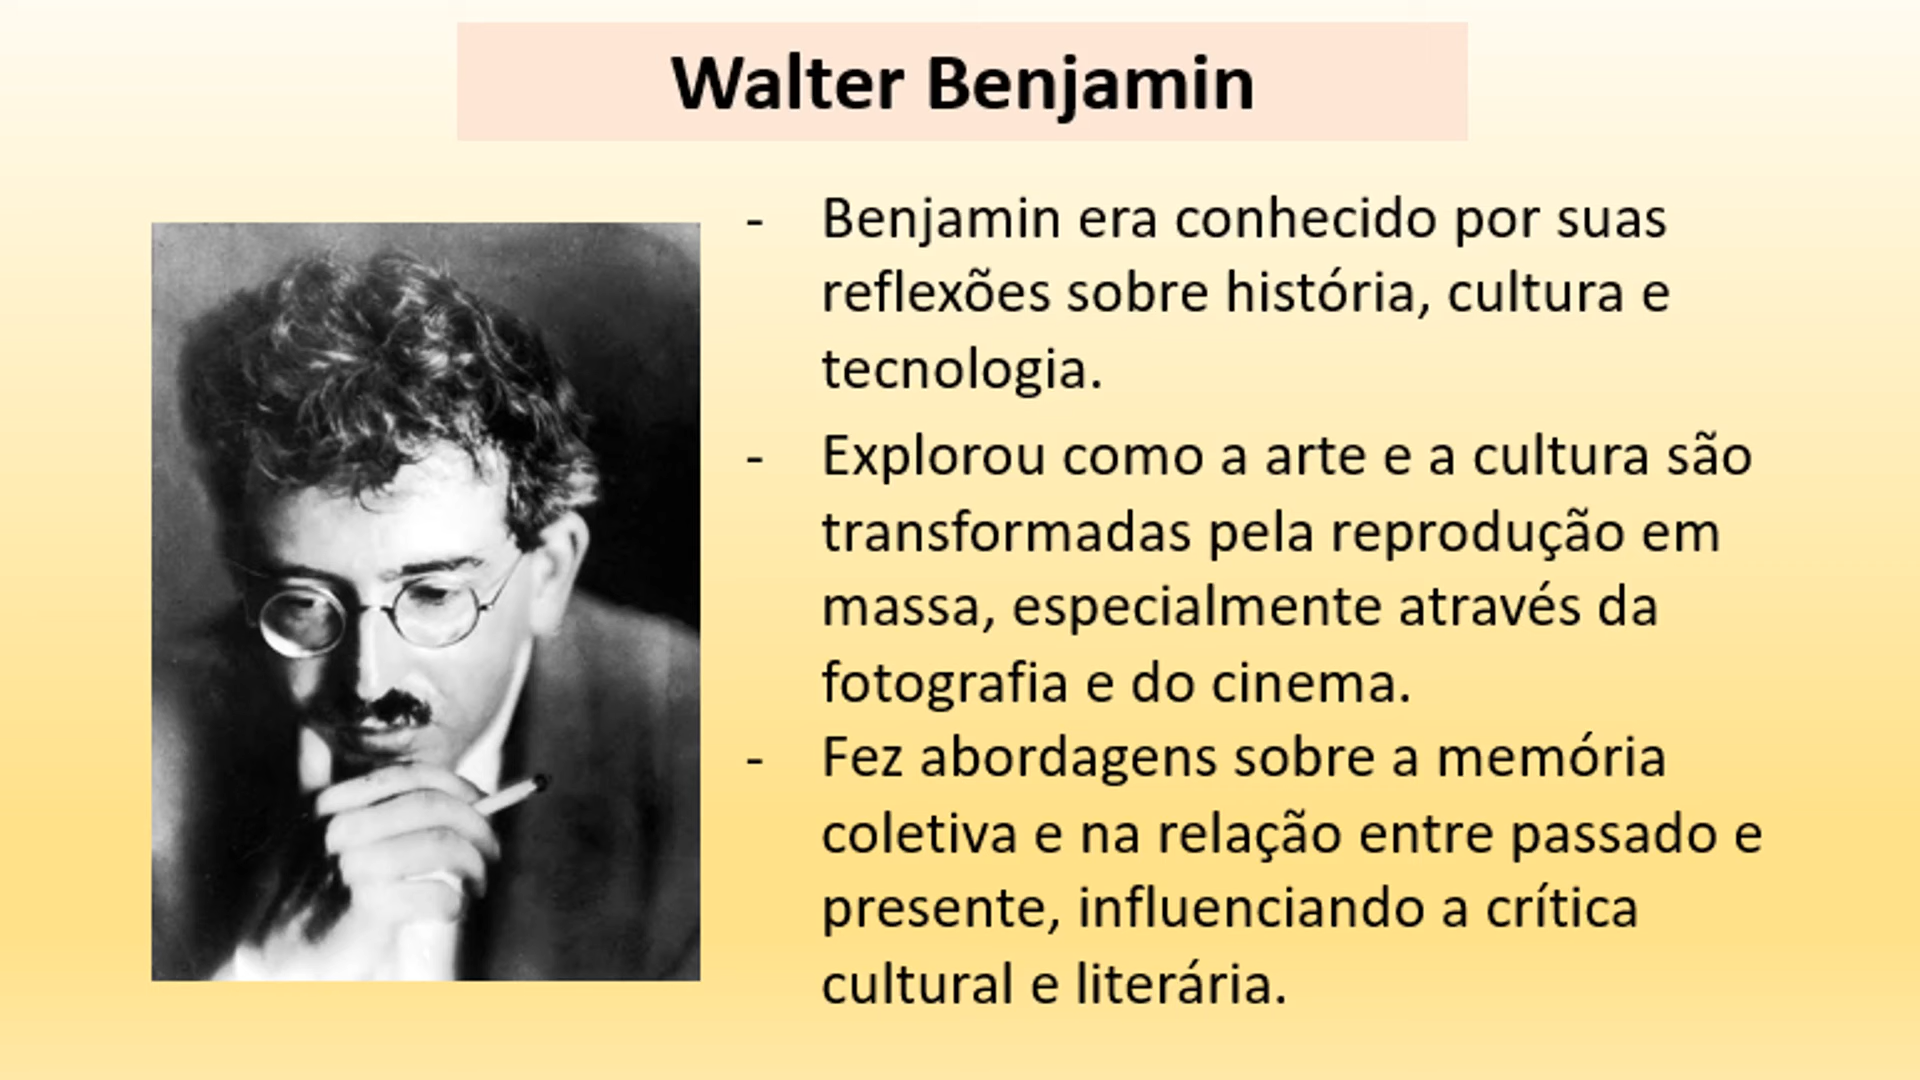 Walter Benjamin
- Benjamin era conhecido por suas
reflexões sobre história, cultura e
tecnologia.
- Explorou como a arte e a cultura são
transformadas pela reprodução em
massa, especialmente através da
fotografia e do cinema.
- Fez abordagens sobre a memória
coletiva e na relação entre passado e
presente, influenciando a crítica
cultural e literária.